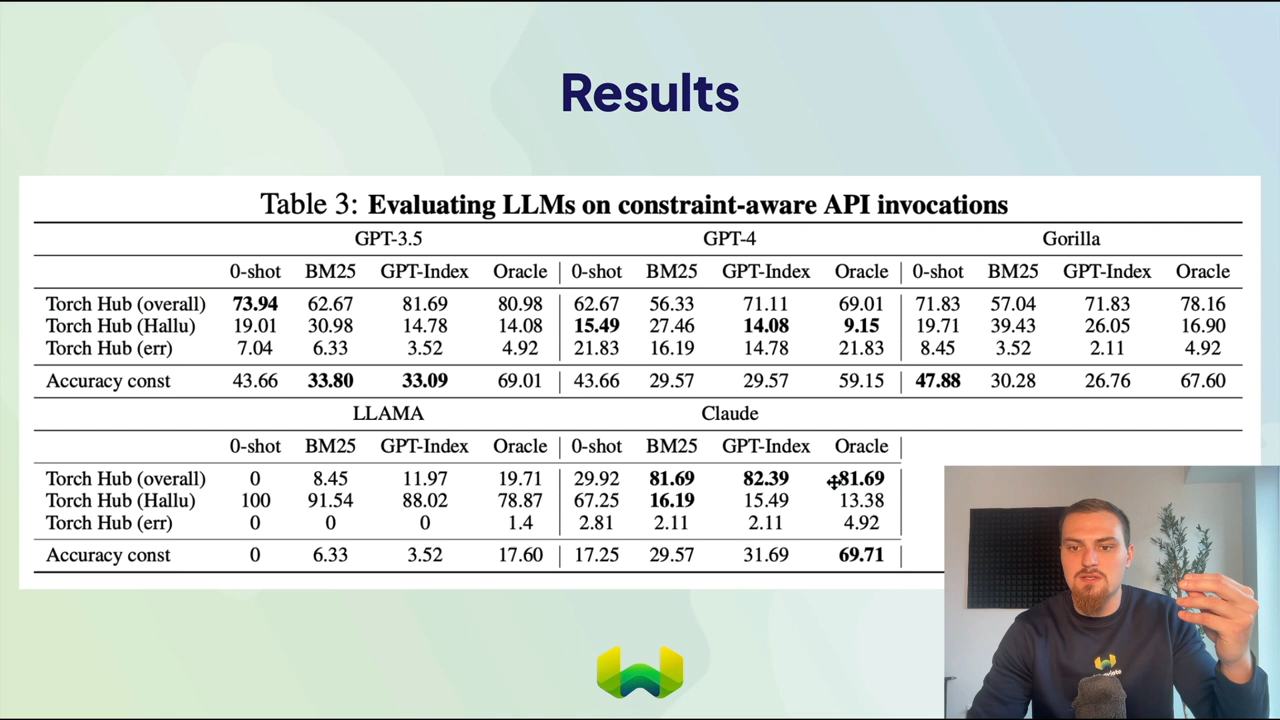 Results
Table 3: Evaluating LLMs on constraint-aware API invocations
GPT-3.5 GPT-4 Gorilla
0-shot BM25 GPT-Index Oracle 0-shot BM25 GPT-Index Oracle 0-shot BM25 GPT-Index Oracle
Torch Hub (overall) 73.94 62.67 81.69 80.98 62.67 56.33 71.11 69.01 71.83 57.04 71.83 78.16
Torch Hub (Hallu) 19.01 30.98 14.78 14.08 15.49 27.46 14.08 9.15 19.71 39.43 26.05 16.90
Torch Hub (err) 7.04 6.33 3.52 4.92 21.83 16.19 14.78 21.83 8.45 3.52 2.11 4.92
Accuracy const 43.66 33.80 33.09 69.01 43.66 29.57 29.57 59.15 47.88 30.28 26.76 67.60
LLAMA Claude
0-shot BM25 GPT-Index Oracle 0-shot BM25 GPT-Index Oracle
Torch Hub (overall) 0 8.45 11.97 19.71 29.92 81.69 82.39 81.69
Torch Hub (Hallu) 100 91.54 88.02 78.87 67.25 16.19 15.49 13.38
Torch Hub (err) 0 0 0 1.4 2.81 2.11 2.11 4.92
Accuracy const 0 6.33 3.52 17.60 17.25 29.57 31.69 69.71